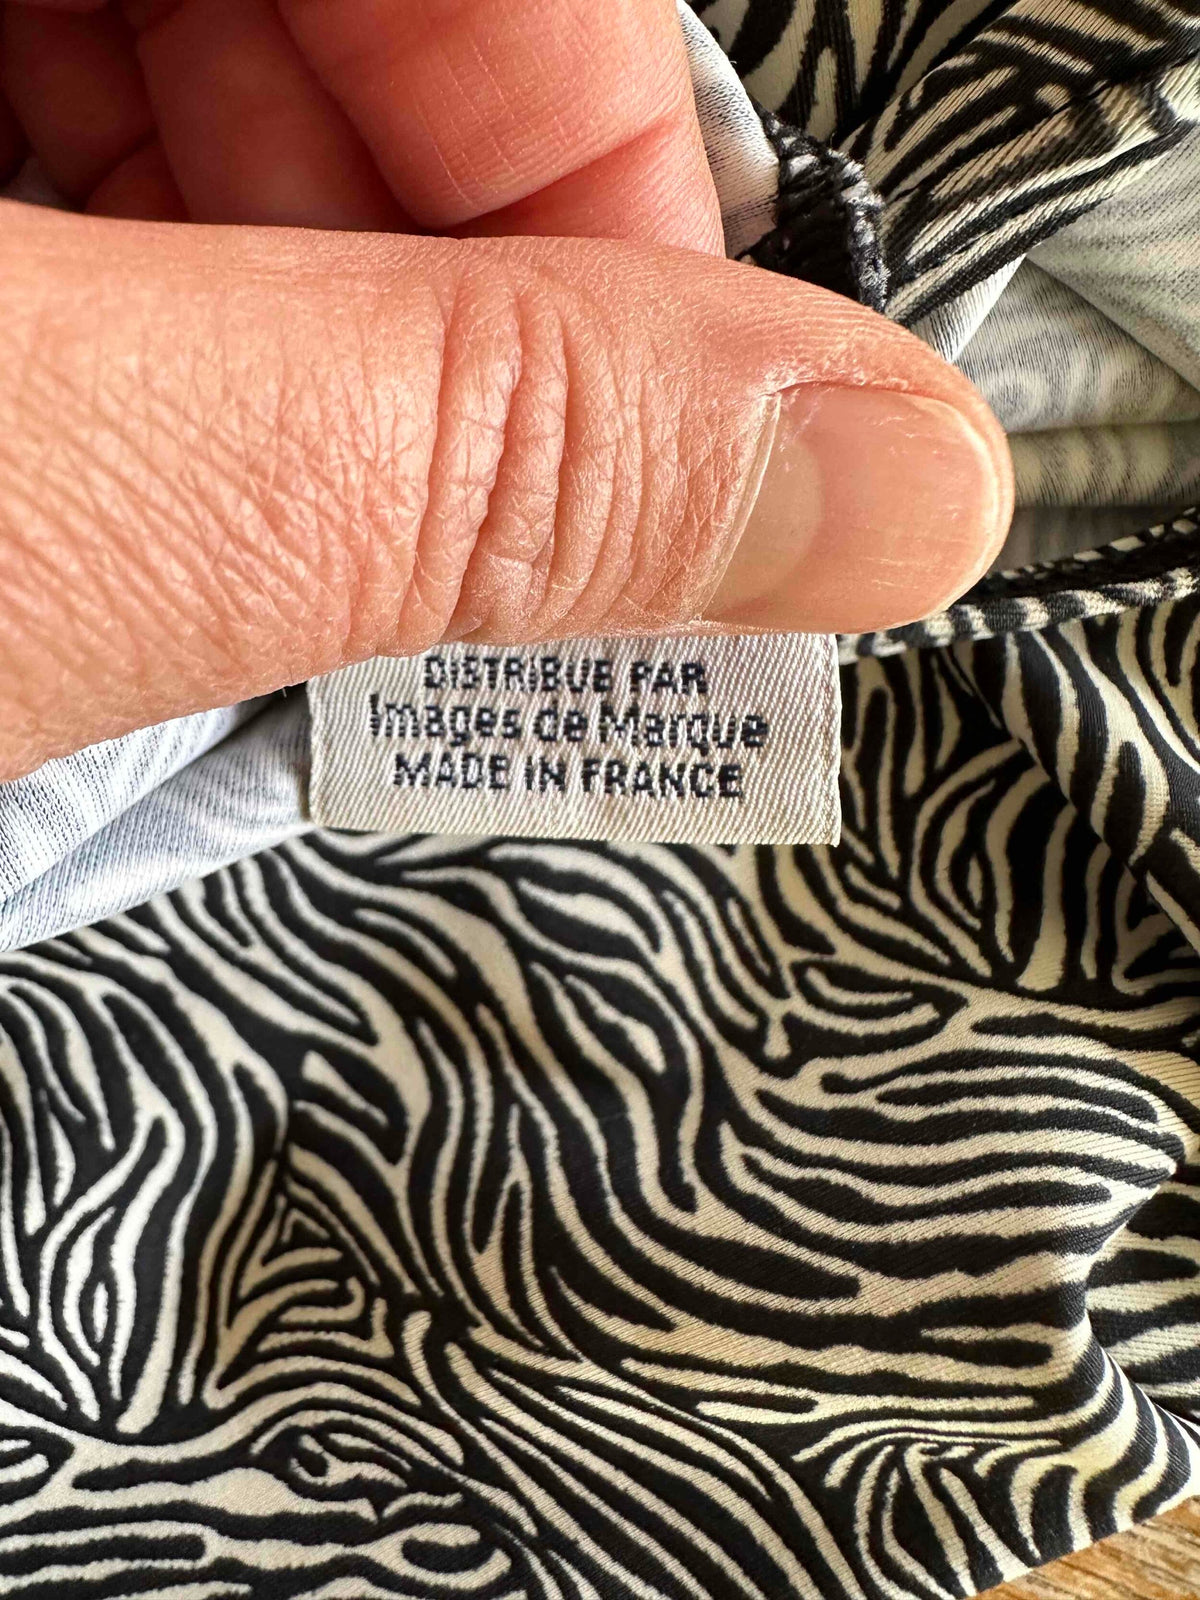 DISTRIBUE PAR
Images de Marque
MADE IN FRANCE